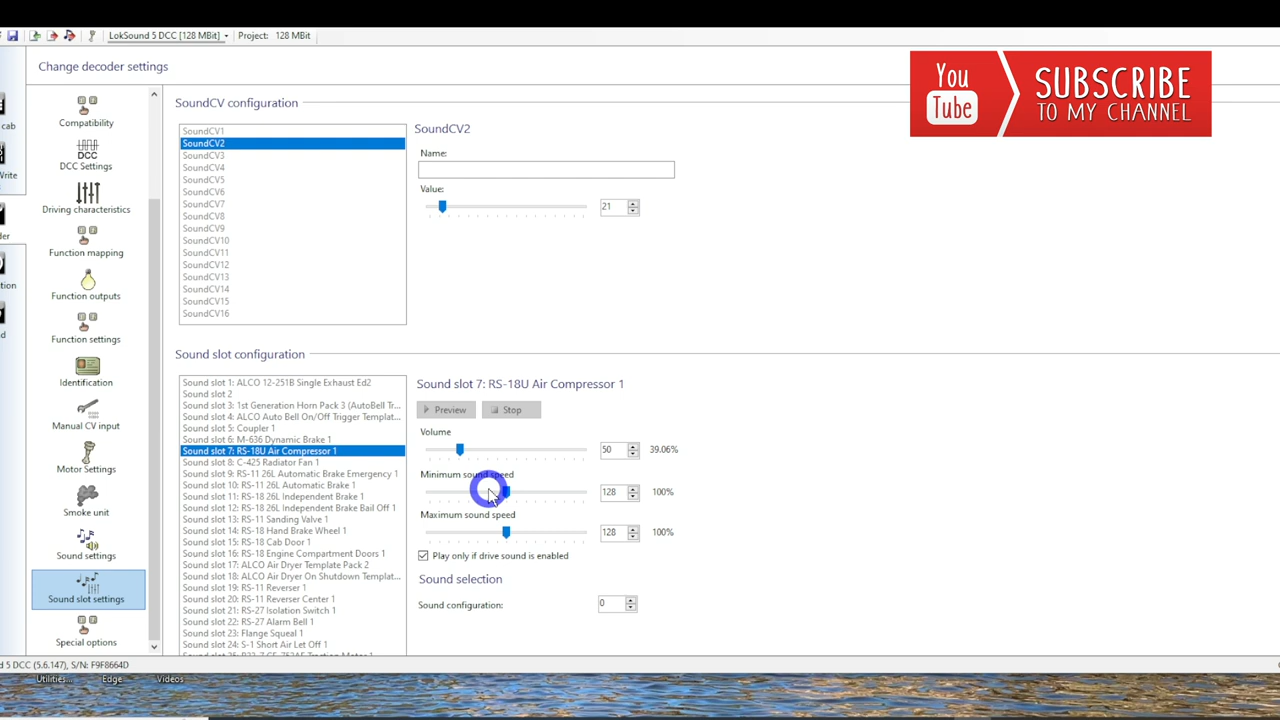 LokSound 5 DCC [128 MBit]
Project: 128 MBit
Change decoder settings
You
Tube
SUBSCRIBE
TO MY CHANNEL
cab
Write
Compatibility
DCC
DCC Settings
Driving characteristics
Function mapping
Function outputs
Function settings
Identification
Manual CV input
Motor Settings
Smoke unit
Sound settings
Sound slot settings
Special options
SoundCV configuration
SoundCV1
SoundCV2
SoundCV3
SoundCV4
SoundCV5
SoundCV6
SoundCV7
SoundCV8
SoundCV9
SoundCV10
SoundCV11
SoundCV12
SoundCV13
SoundCV14
SoundCV15
SoundCV16
SoundCV2
Name:
Value:
21
Sound slot configuration
Sound slot 1: ALCO 12-251B Single Exhaust Ed2
Sound slot 2
Sound slot 3: 1st Generation Horn Pack 3 (AutoBell Tr...
Sound slot 4: ALCO Auto Bell On/Off Trigger Templat...
Sound slot 5: Coupler 1
Sound slot 6: M-636 Dynamic Brake 1
Sound slot 7: RS-18U Air Compressor 1
Sound slot 8: C-425 Radiator Fan 1
Sound slot 9: RS-11 26L Automatic Brake Emergency 1
Sound slot 10: RS-11 26L Automatic Brake 1
Sound slot 11: RS-18 26L Independent Brake 1
Sound slot 12: RS-18 26L Independent Brake Bail Off 1
Sound slot 13: RS-11 Sanding Valve 1
Sound slot 14: RS-18 Hand Brake Wheel 1
Sound slot 15: RS-18 Cab Door 1
Sound slot 16: RS-18 Engine Compartment Doors 1
Sound slot 17: ALCO Air Dryer Template Pack 2
Sound slot 18: ALCO Air Dryer On Shutdown Templat...
Sound slot 19: RS-11 Reverser 1
Sound slot 20: RS-11 Reverser Center 1
Sound slot 21: RS-27 Isolation Switch 1
Sound slot 22: RS-27 Alarm Bell 1
Sound slot 23: Flange Squeal 1
Sound slot 24: S-1 Short Air Let Off 1
Sound slot 7: RS-18U Air Compressor 1
Preview
Stop
Volume
50
39.06%
Minimum sound speed
128
100%
Maximum sound speed
128
100%
Play only if drive sound is enabled
Sound selection
Sound configuration:
0
d 5 DCC (5.6.147), S/N: F9F8664D
Utilities...
Edge
Videos